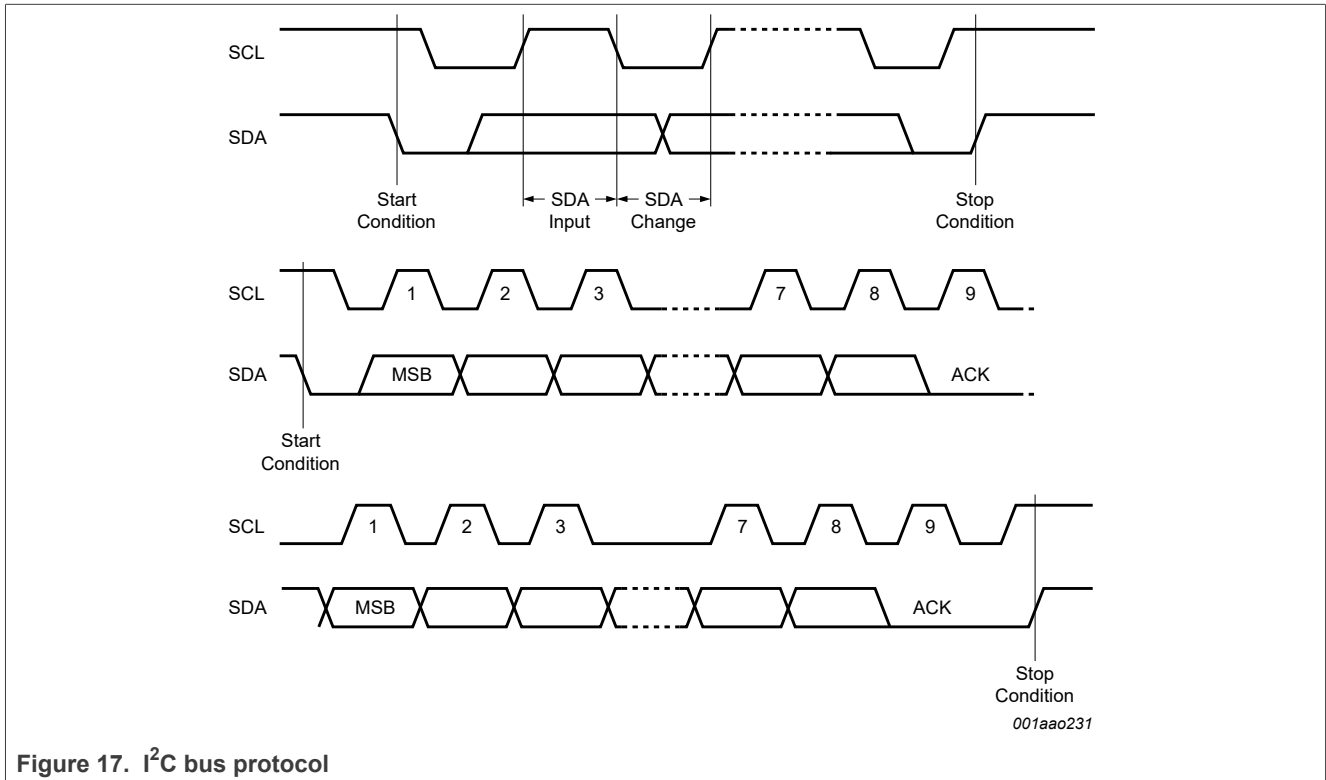 SCL
SDA
Start
Condition
SDA
Input
SDA
Change
Stop
Condition
SCL
1
2
3
7
8
9
SDA
MSB
ACK
Start
Condition
SCL
1
2
3
7
8
9
SDA
MSB
ACK
Stop
Condition
001aao231
Figure 17. I²C bus protocol